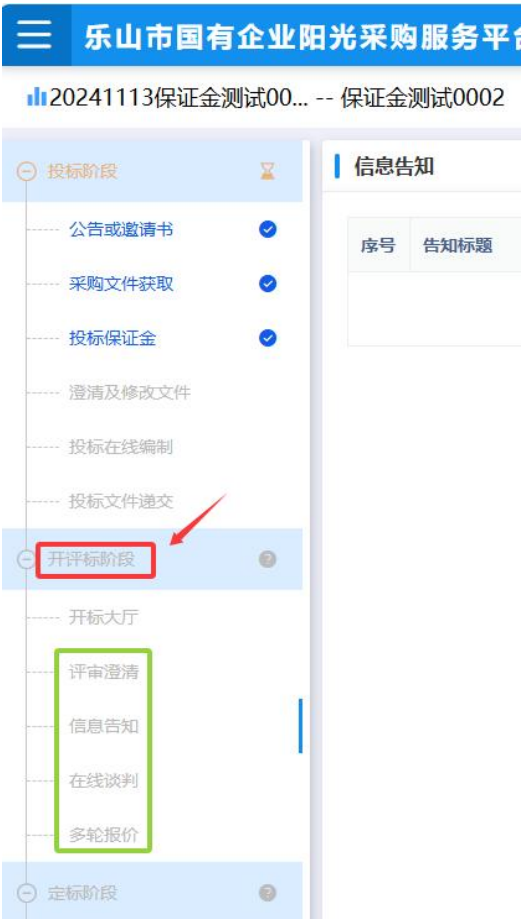 乐山市国有企业阳光采购服务平台
20241113保证金测试00... -- 保证金测试0002
投标阶段
公告或邀请书
采购文件获取
投标保证金
澄清及修改文件
投标在线编制
投标文件递交
开评标阶段
开标大厅
评审澄清
信息告知
在线谈判
多轮报价
定标阶段
信息告知
序号 告知标题